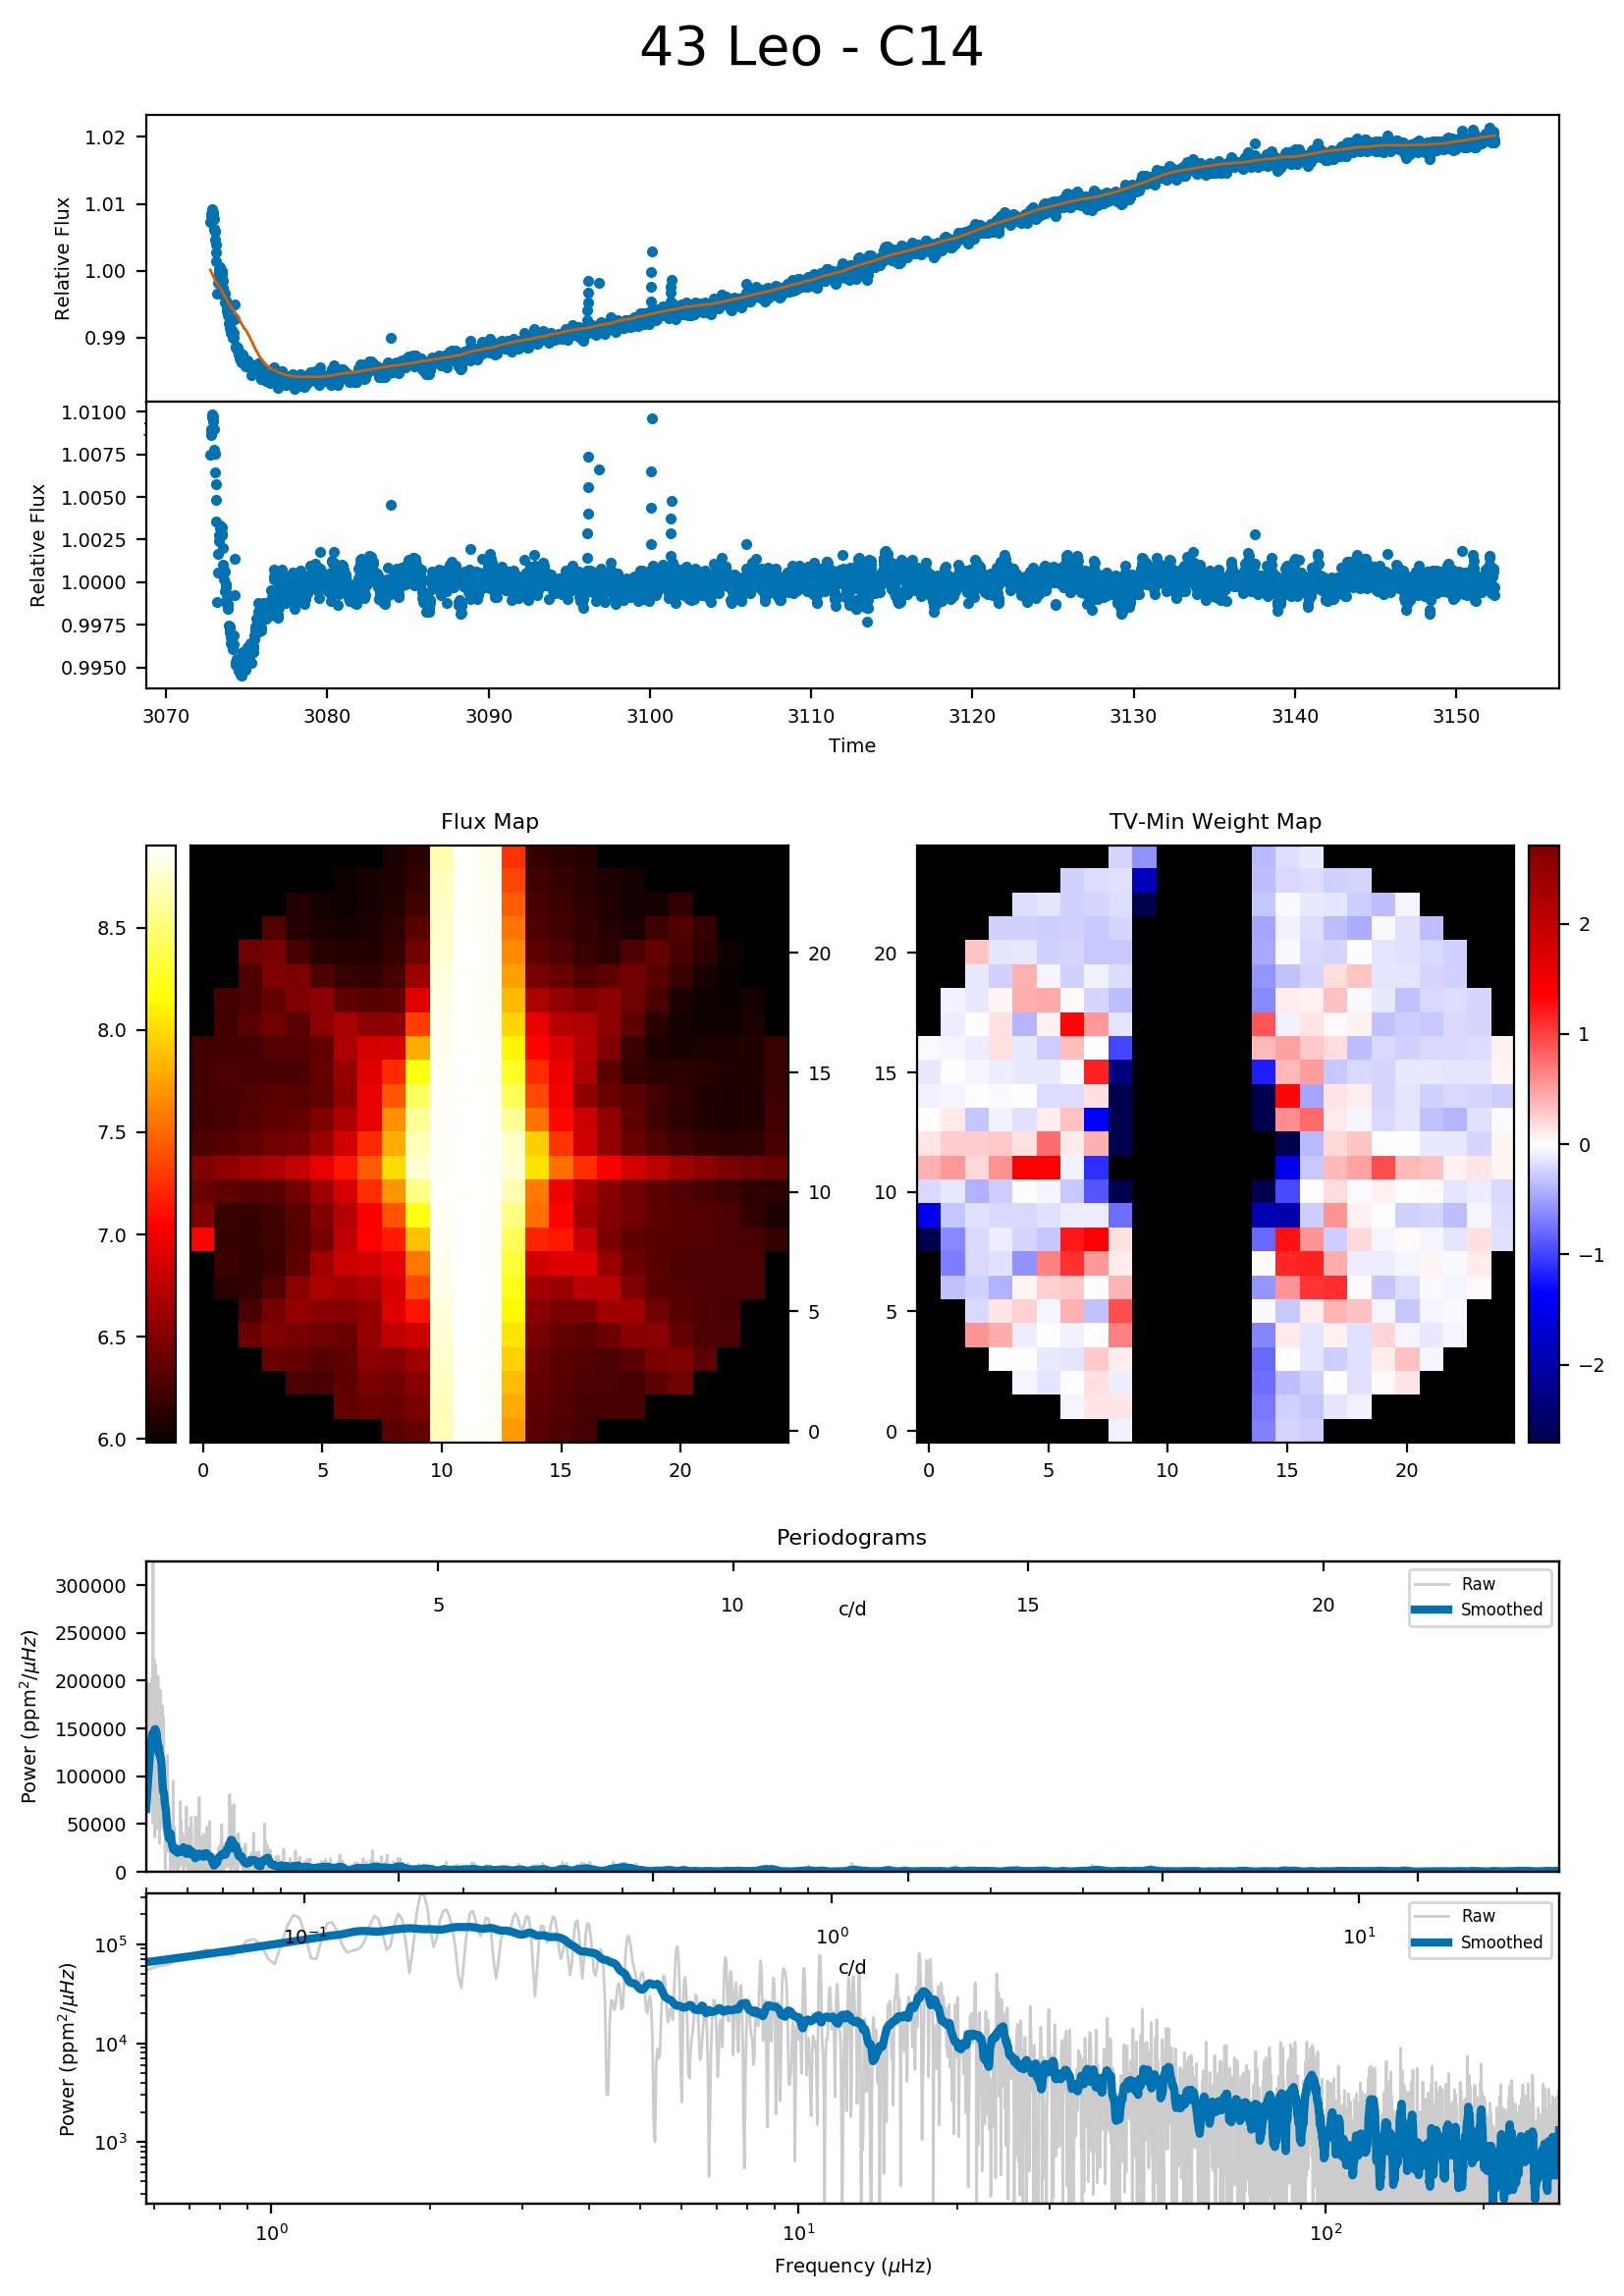 43 Leo - C14
1.02
1.01
1.00
0.99
Relative Flux
1.0100
1.0075
1.0050
1.0025
1.0000
0.9975
0.9950
Relative Flux
3070 3080 3090 3100 3110 3120 3130 3140 3150
Time
Flux Map
8.5
8.0
7.5
7.0
6.5
6.0
20
15
10
5
0
0 5 10 15 20
TV-Min Weight Map
20
15
10
5
0
0 5 10 15 20
2
1
0
−1
−2
Periodograms
300000
250000
200000
150000
100000
50000
0
Power (ppm²/μHz)
5 10 15 20
c/d
Raw
Smoothed
10⁵
10⁴
10³
Power (ppm²/μHz)
10⁻¹ 10⁰ 10¹
c/d
Raw
Smoothed
10⁰ 10¹ 10²
Frequency (μHz)